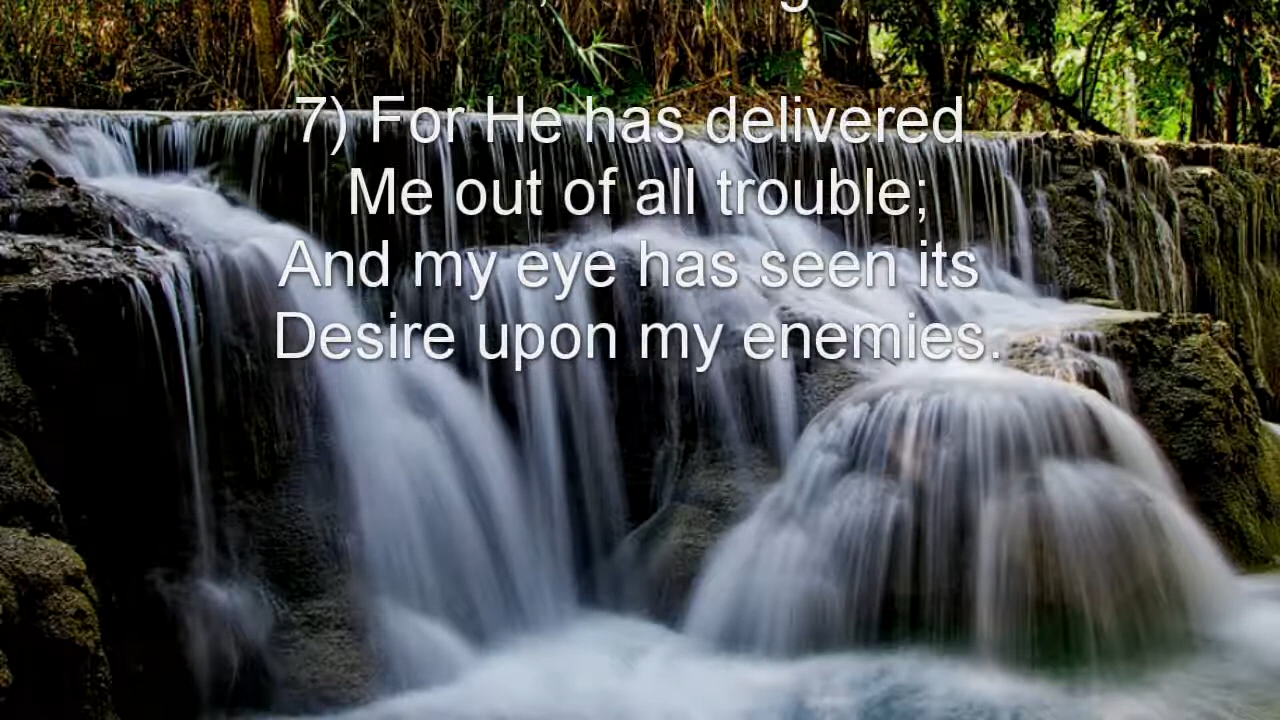 7) For He has delivered
Me out of all trouble;
And my eye has seen its
Desire upon my enemies.